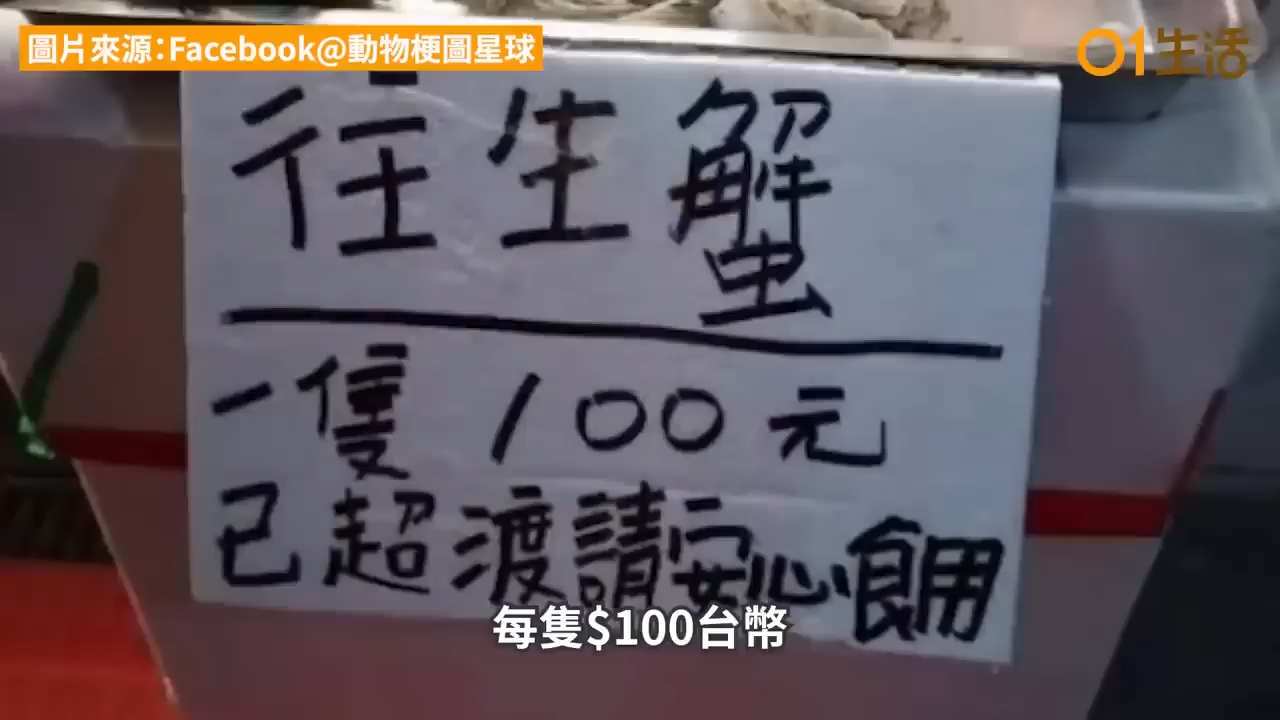 圖片來源：Facebook@動物梗圖星球
01生活
往生蟹
一隻 100元
已超渡請安心食用
每隻$100台幣